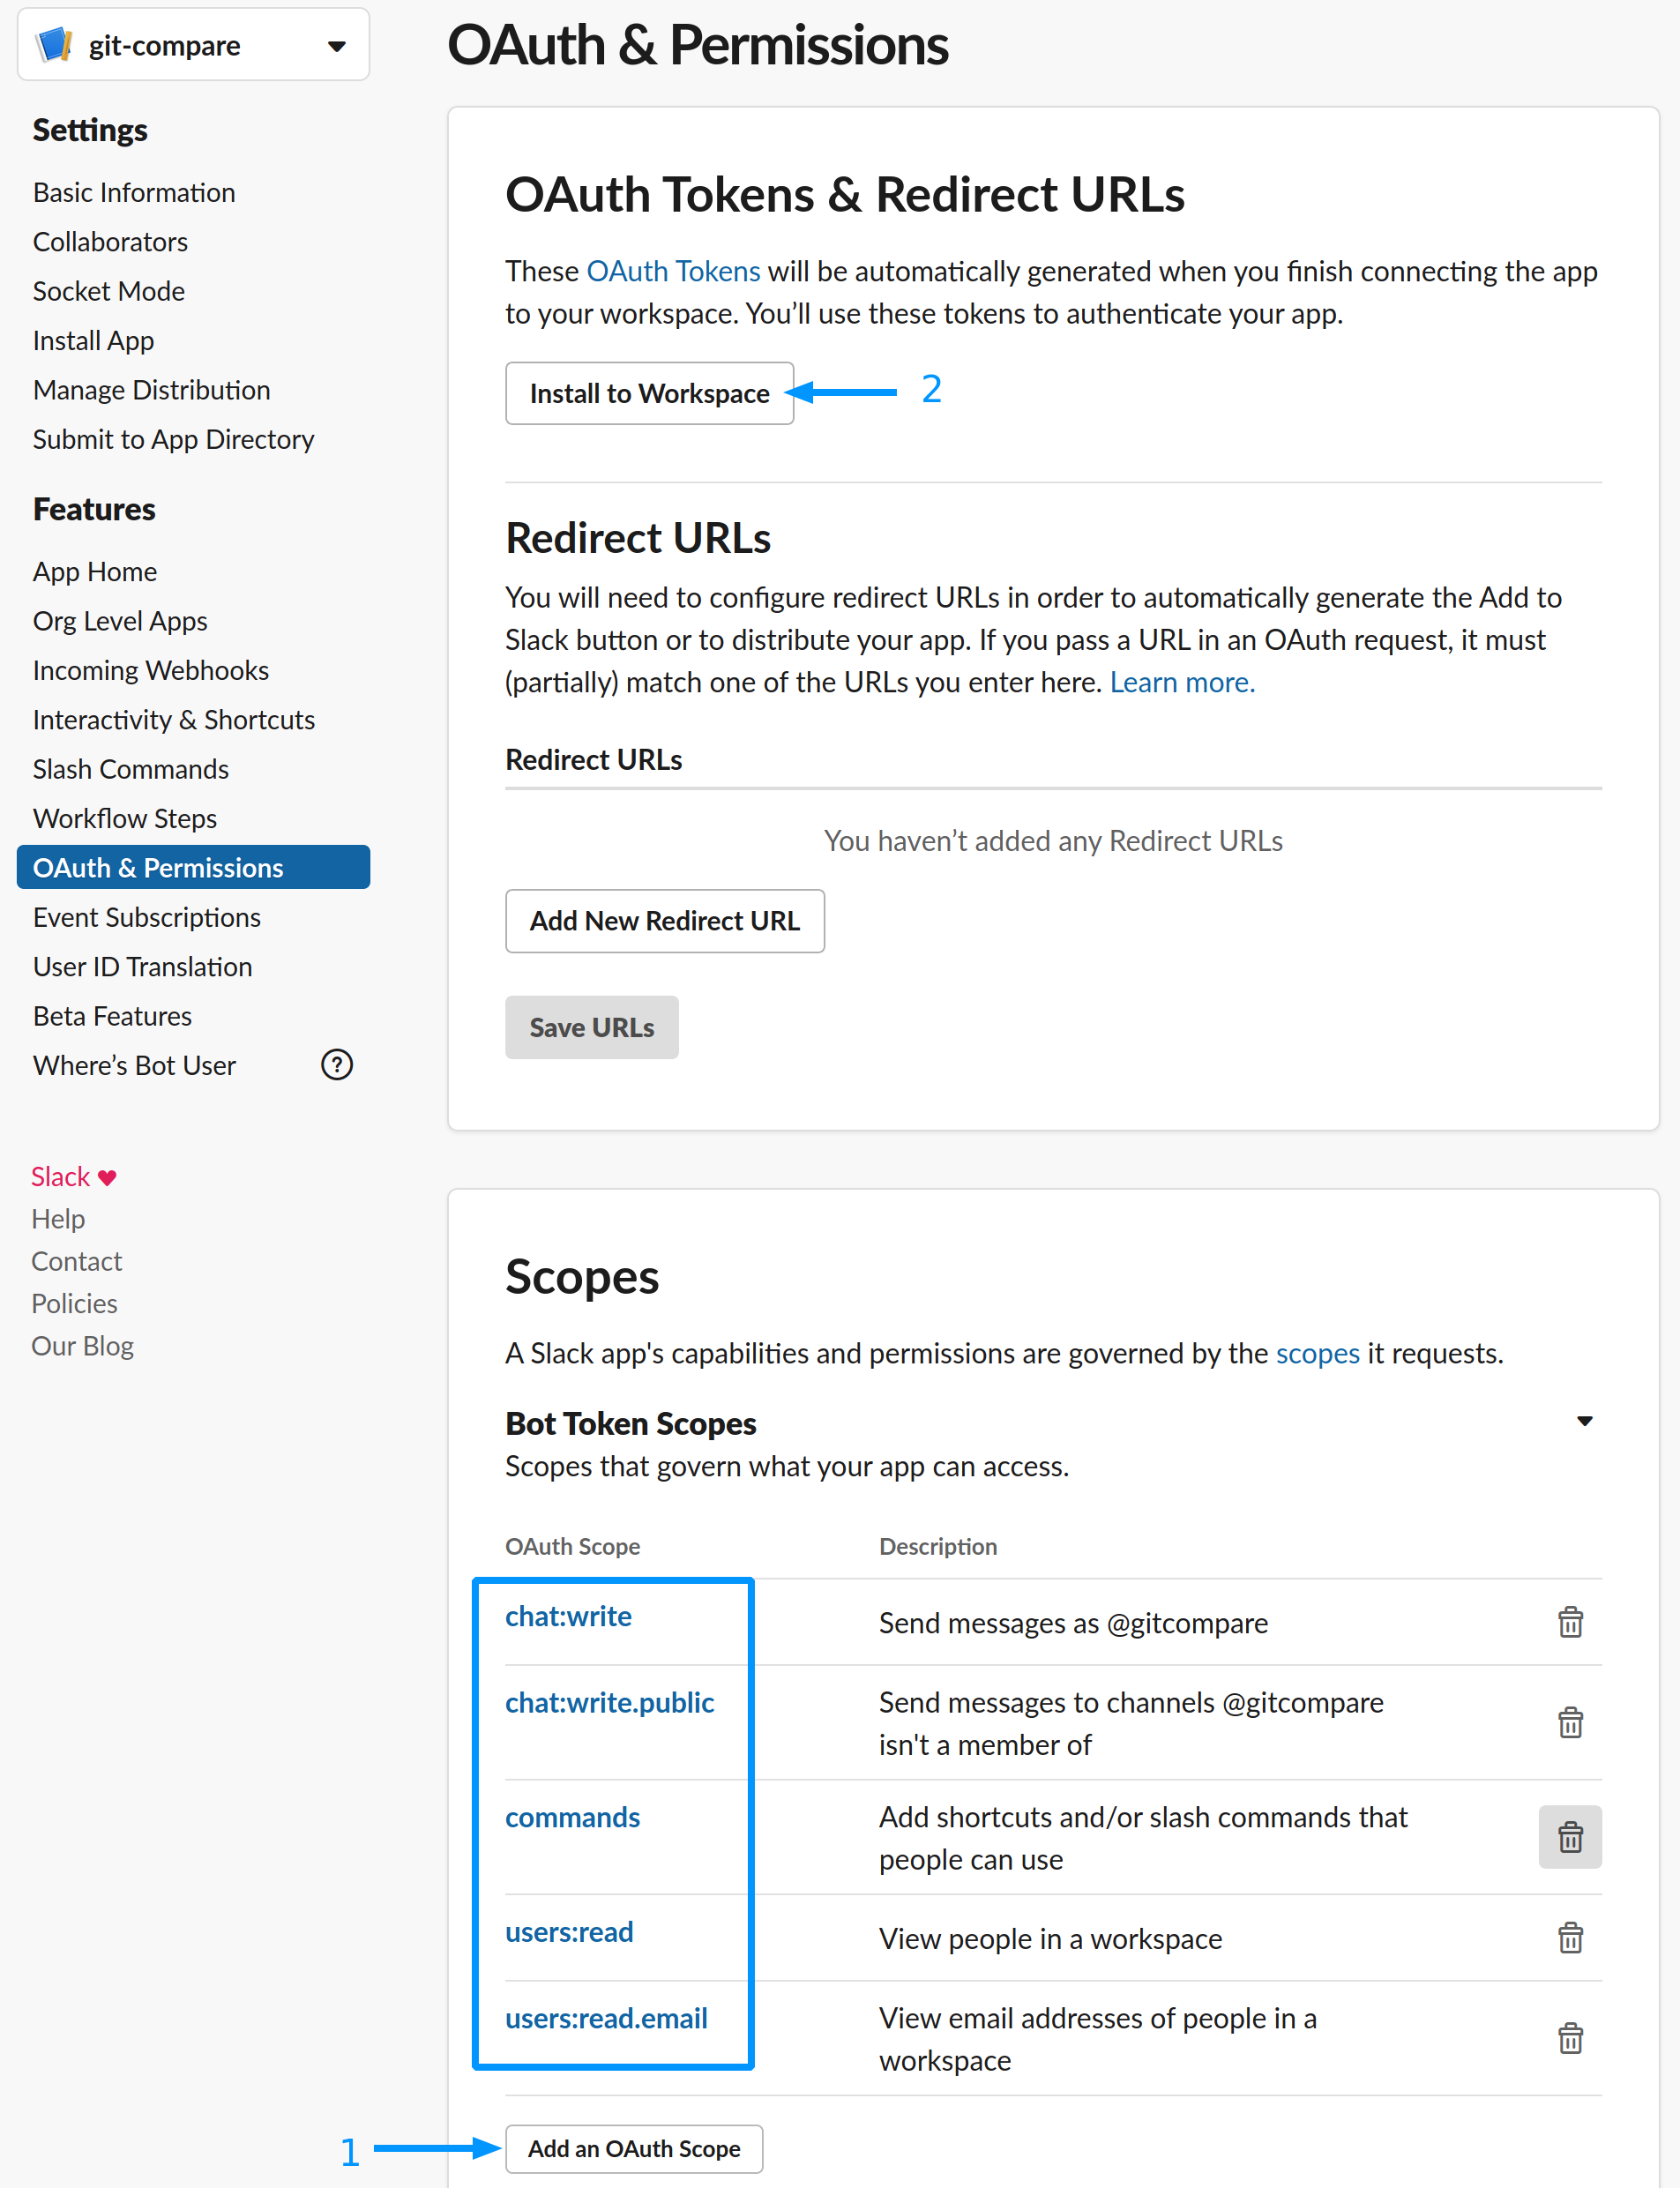 git-compare
Settings
Basic Information
Collaborators
Socket Mode
Install App
Manage Distribution
Submit to App Directory
Features
App Home
Org Level Apps
Incoming Webhooks
Interactivity & Shortcuts
Slash Commands
Workflow Steps
OAuth & Permissions
Event Subscriptions
User ID Translation
Beta Features
Where’s Bot User ?
Slack ♥
Help
Contact
Policies
Our Blog
OAuth & Permissions
OAuth Tokens & Redirect URLs
These OAuth Tokens will be automatically generated when you finish connecting the app
to your workspace. You’ll use these tokens to authenticate your app.
Install to Workspace 2
Redirect URLs
You will need to configure redirect URLs in order to automatically generate the Add to
Slack button or to distribute your app. If you pass a URL in an OAuth request, it must
(partially) match one of the URLs you enter here. Learn more.
Redirect URLs
You haven’t added any Redirect URLs
Add New Redirect URL
Save URLs
Scopes
A Slack app's capabilities and permissions are governed by the scopes it requests.
Bot Token Scopes
Scopes that govern what your app can access.
OAuth Scope Description
chat:write Send messages as @gitcompare
chat:write.public Send messages to channels @gitcompare
isn't a member of
commands Add shortcuts and/or slash commands that
people can use
users:read View people in a workspace
users:read.email View email addresses of people in a
workspace
1 Add an OAuth Scope